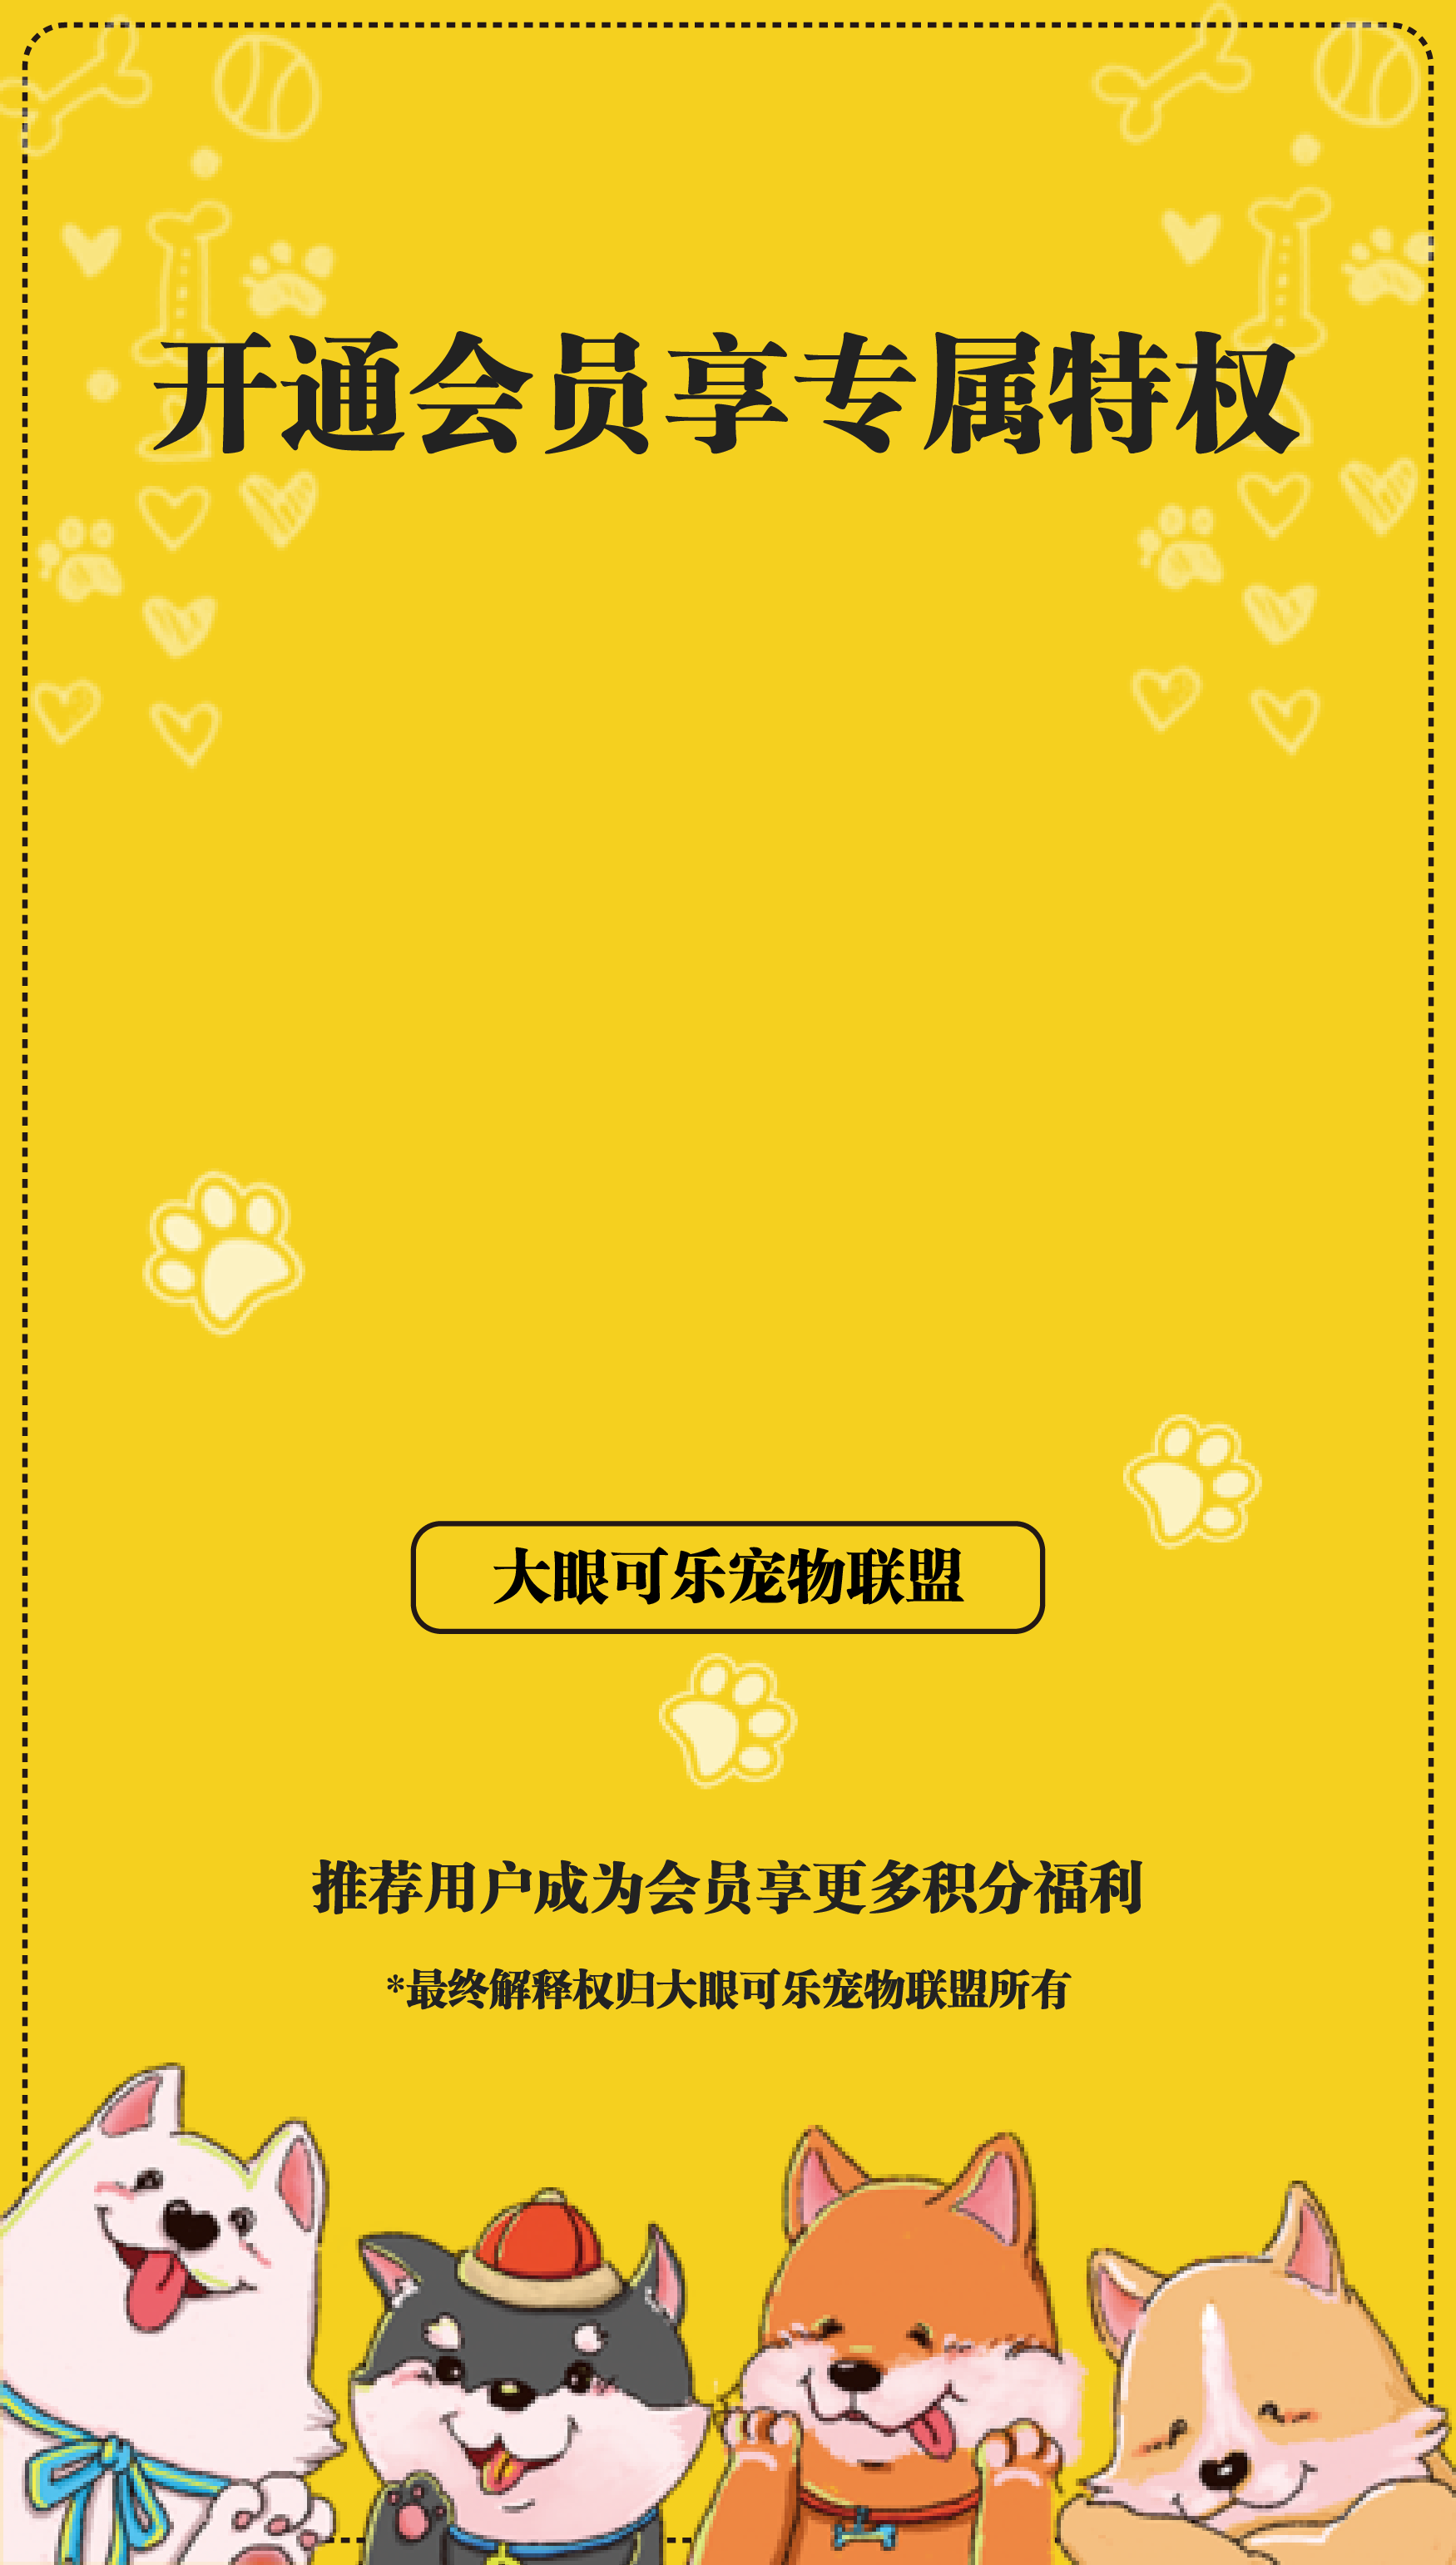 开通会员享专属特权
大眼可乐宠物联盟
推荐用户成为会员享更多积分福利
*最终解释权归大眼可乐宠物联盟所有